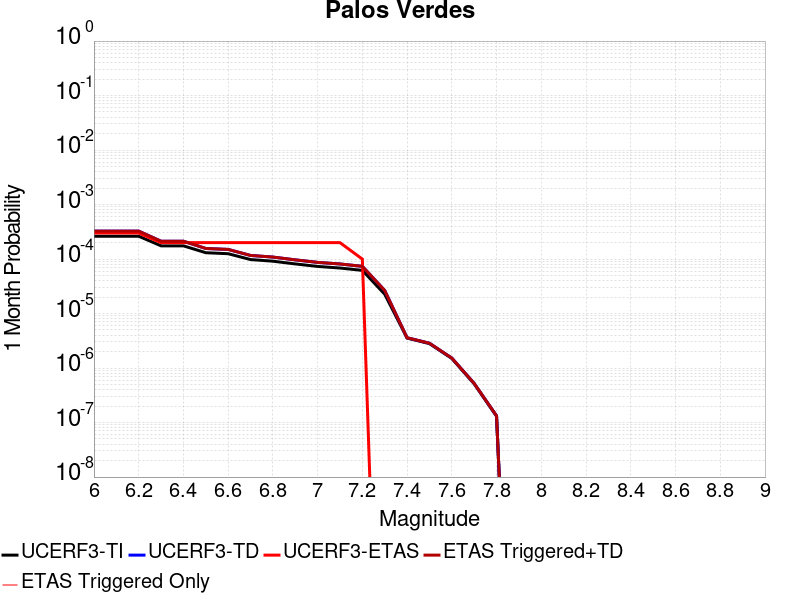 Palos Verdes
1 Month Probability
10^0
10^-1
10^-2
10^-3
10^-4
10^-5
10^-6
10^-7
10^-8
6 6.2 6.4 6.6 6.8 7 7.2 7.4 7.6 7.8 8 8.2 8.4 8.6 8.8 9
Magnitude
UCERF3-TI UCERF3-TD UCERF3-ETAS ETAS Triggered+TD
ETAS Triggered Only